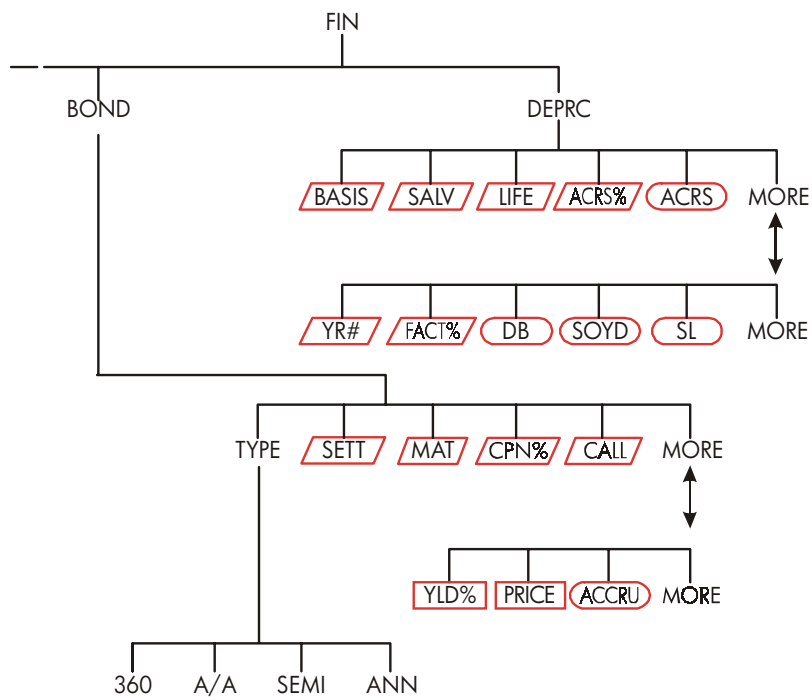 FIN
BOND DEPRC
BASIS SALV LIFE ACRS% ACRS MORE
YR# FACT% DB SOYD SL MORE
TYPE SETT MAT CPN% CALL MORE
YLD% PRICE ACCRU MORE
360 A/A SEMI ANN